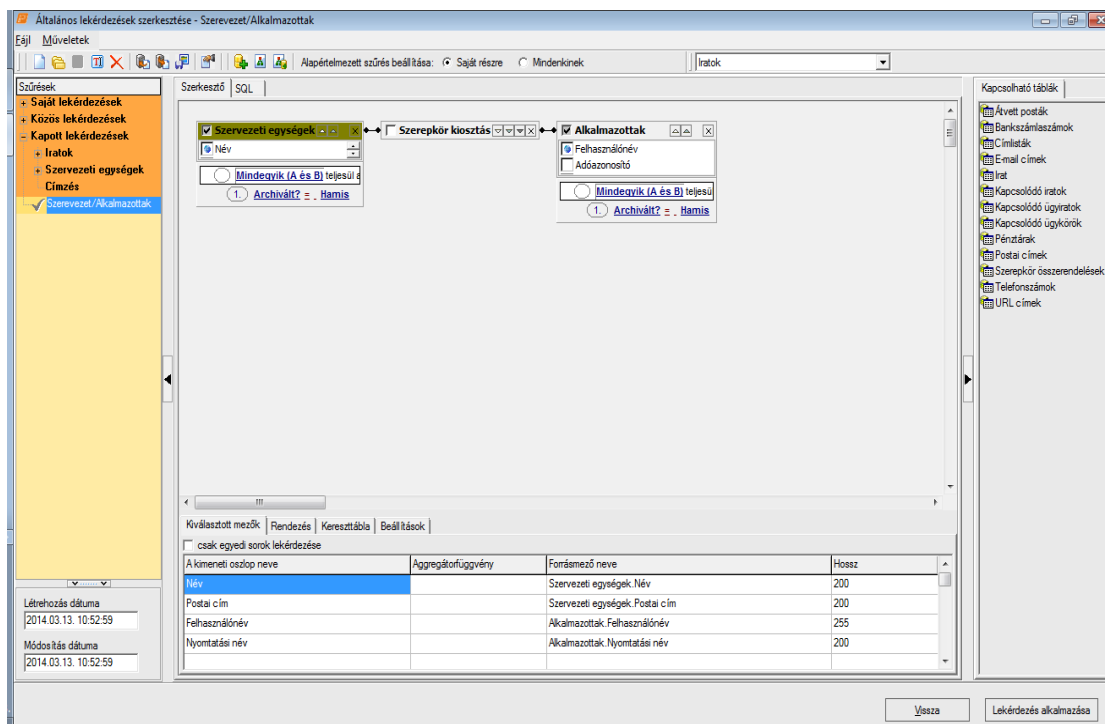 Általános lekérdezések szerkesztése - Szerevezet/Alkalmazottak
Fájl Műveletek
Alapértelmezett szűrés beállítása: Saját részre Mindenkinek Iratok
Szűrések
Saját lekérdezések
Közös lekérdezések
Kapott lekérdezések
Iratok
Szervezeti egységek
Címzés
Szerevezet/Alkalmazottak
Létrehozás dátuma
2014.03.13. 10:52:59
Módosítás dátuma
2014.03.13. 10:52:59
Szerkesztő SQL
Szervezeti egységek
Név
Mindegyik (A és B) teljesül a
1. Archivált? = . Hamis
Szerepkör kiosztás
Alkalmazottak
Felhasználónév
Adóazonosító
Mindegyik (A és B) teljesü
1. Archivált? = . Hamis
Kiválasztott mezők Rendezés Kereszttábla Beállítások
csak egyedi sorok lekérdezése
A kimeneti oszlop neve Aggregátorfüggvény Forrásmező neve Hossz
Név Szervezeti egységek.Név 200
Postai cím Szervezeti egységek.Postai cím 200
Felhasználónév Alkalmazottak.Felhasználónév 255
Nyomtatási név Alkalmazottak.Nyomtatási név 200
Kapcsolható táblák
Átvett posták
Bankszámlaszámok
Címlisták
E-mail címek
Irat
Kapcsolódó iratok
Kapcsolódó ügyiratok
Kapcsolódó ügykörök
Pénztárak
Postai címek
Szerepkör összerendelések
Telefonszámok
URL címek
Vissza Lekérdezés alkalmazása